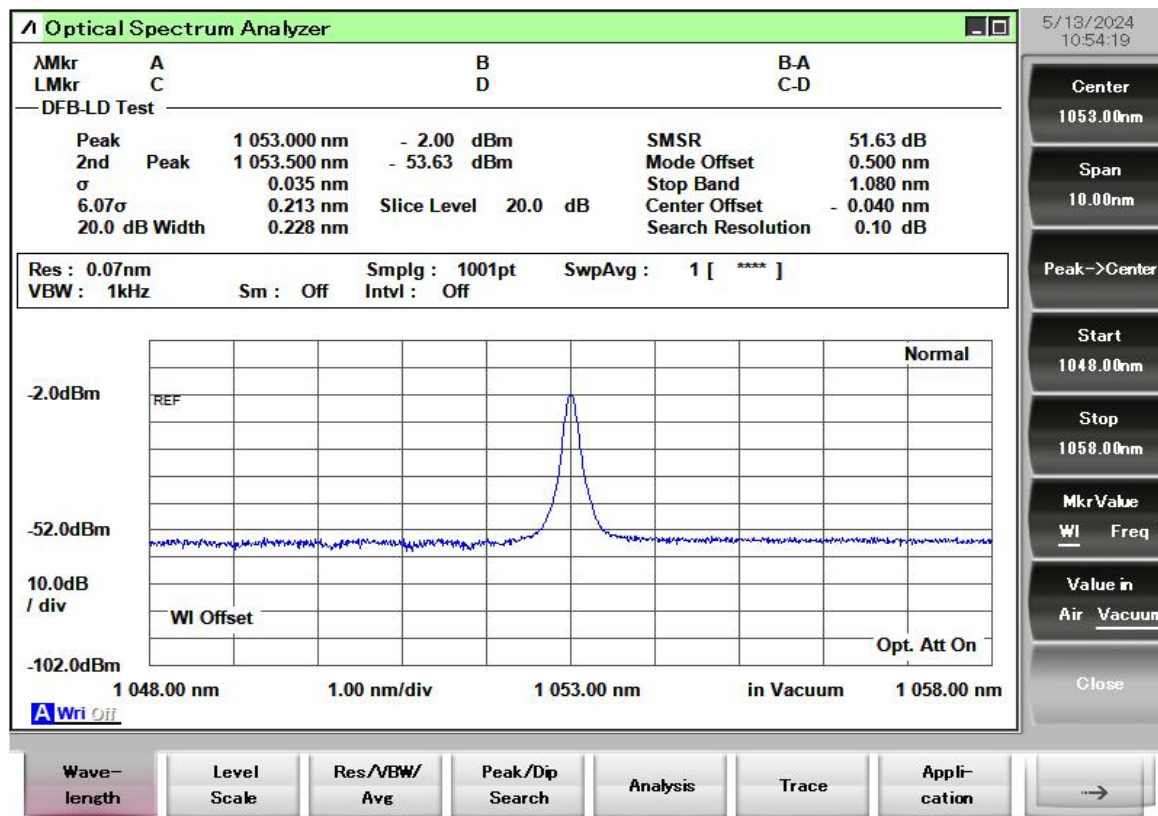 Optical Spectrum Analyzer
5/13/2024
10:54:19
λMkr A B B-A
LMkr C D C-D
DFB-LD Test
Peak 1 053.000 nm - 2.00 dBm SMSR 51.63 dB
2nd Peak 1 053.500 nm - 53.63 dBm Mode Offset 0.500 nm
σ 0.035 nm Stop Band 1.080 nm
6.07σ 0.213 nm Slice Level 20.0 dB Center Offset - 0.040 nm
20.0 dB Width 0.228 nm Search Resolution 0.10 dB
Res : 0.07nm Smplg : 1001pt SwpAvg : 1 [ **** ]
VBW : 1kHz Sm : Off Intvl : Off
Normal
-2.0dBm
REF
-52.0dBm
10.0dB
/ div
Wl Offset
Opt. Att On
-102.0dBm
1 048.00 nm 1.00 nm/div 1 053.00 nm in Vacuum 1 058.00 nm
A Wri Off
Center
1053.00nm
Span
10.00nm
Peak->Center
Start
1048.00nm
Stop
1058.00nm
MkrValue
Wl Freq
Value in
Air Vacuum
Close
Wave-
length
Level
Scale
Res/VBW/
Avg
Peak/Dip
Search
Analysis
Trace
Appli-
cation